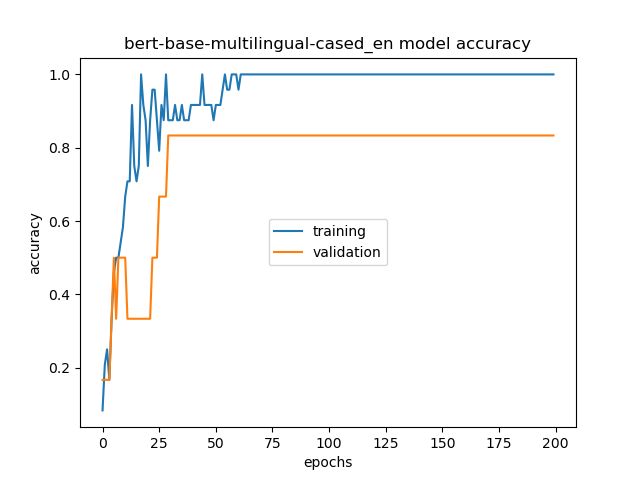 bert-base-multilingual-cased_en model accuracy
1.0
0.8
0.6
0.4
0.2
accuracy
training
validation
0 25 50 75 100 125 150 175 200
epochs